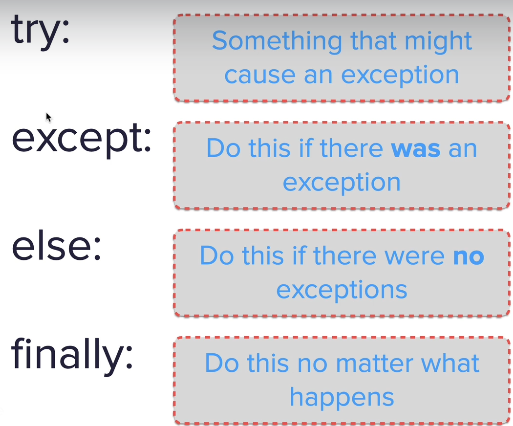 try:
Something that might
cause an exception
except:
Do this if there was an
exception
else:
Do this if there were no
exceptions
finally:
Do this no matter what
happens